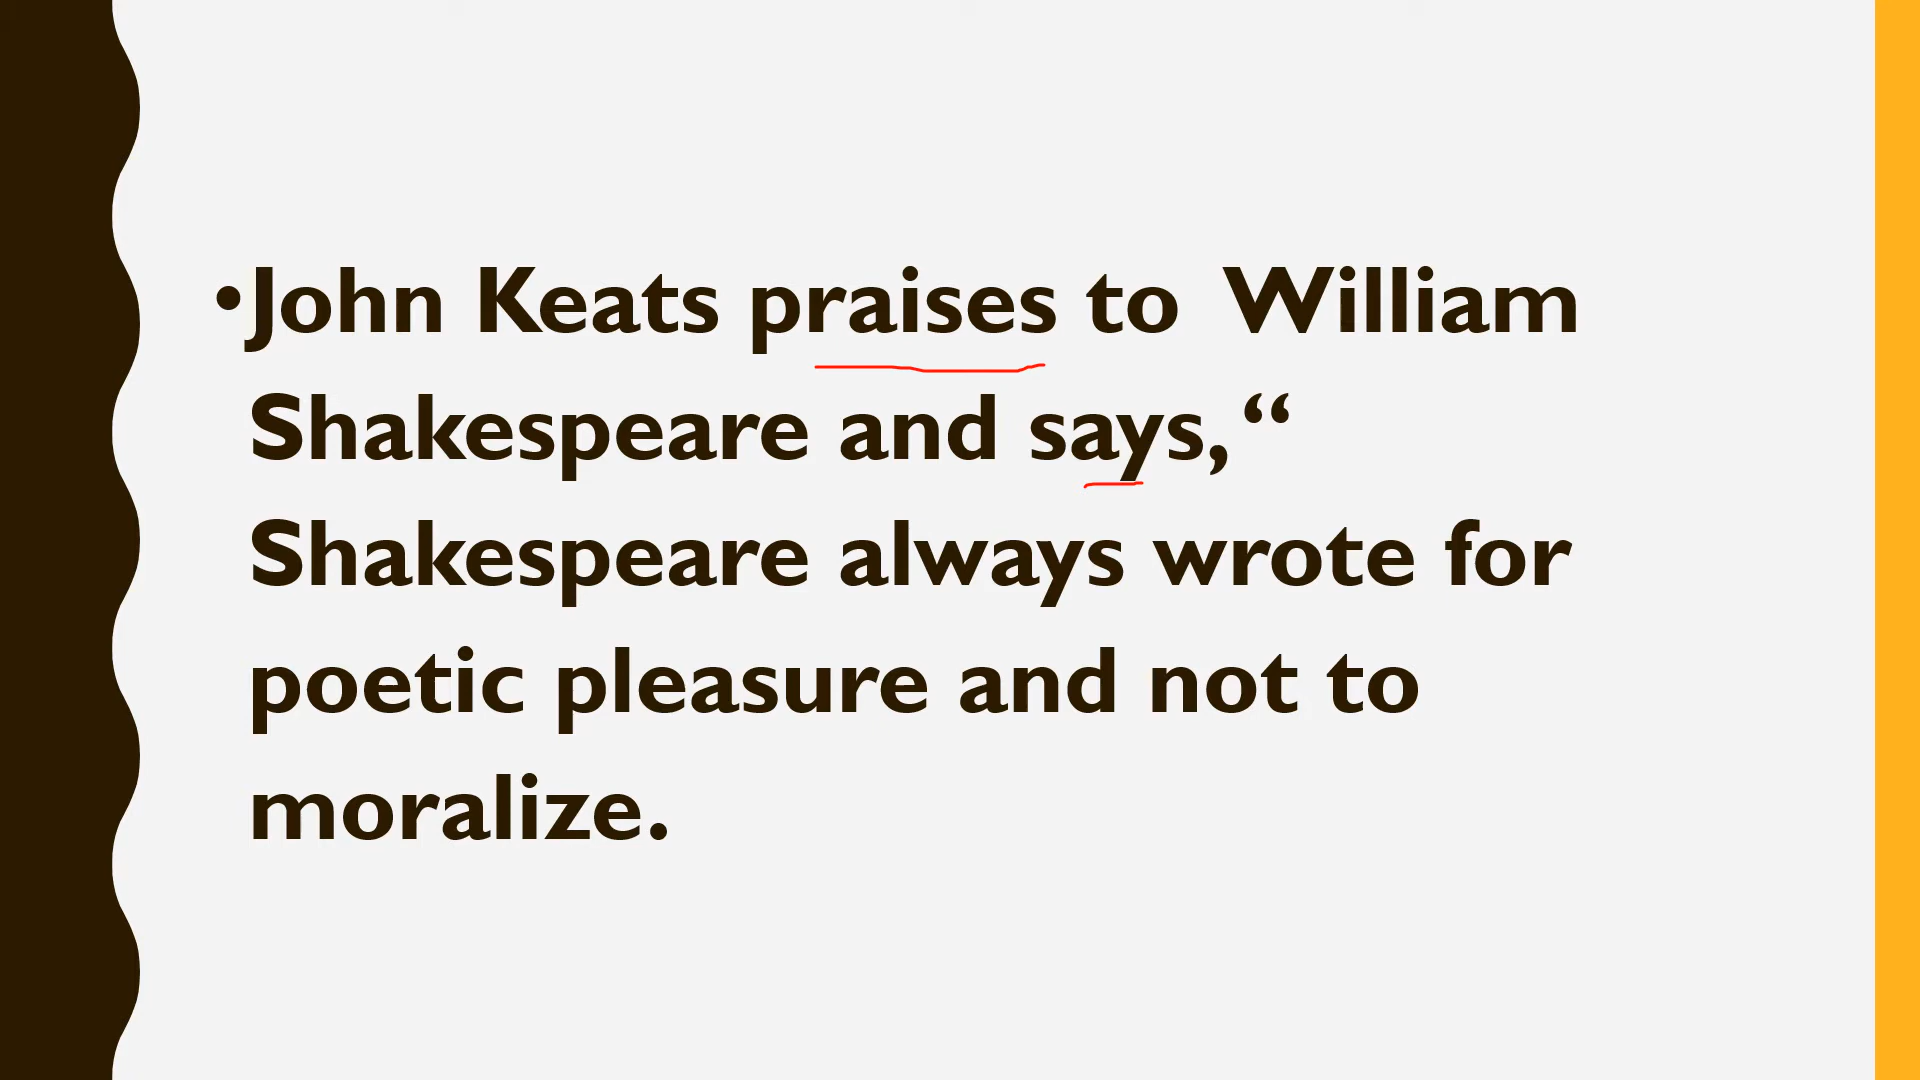 •John Keats praises to William
Shakespeare and says, “
Shakespeare always wrote for
poetic pleasure and not to
moralize.